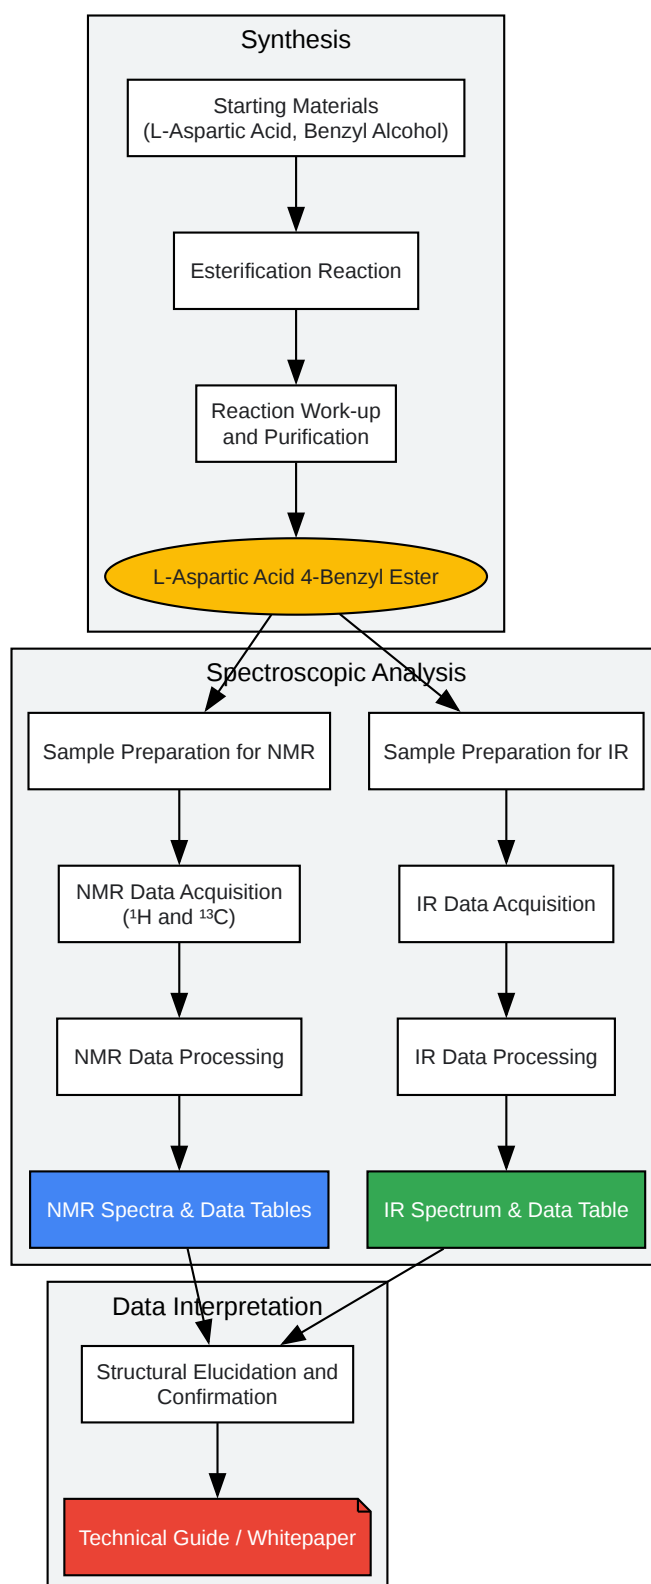 Synthesis
Starting Materials
(L-Aspartic Acid, Benzyl Alcohol)
Esterification Reaction
Reaction Work-up
and Purification
L-Aspartic Acid 4-Benzyl Ester
Spectroscopic Analysis
Sample Preparation for NMR
Sample Preparation for IR
NMR Data Acquisition
(¹H and ¹³C)
IR Data Acquisition
NMR Data Processing
IR Data Processing
NMR Spectra & Data Tables
IR Spectrum & Data Table
Data Interpretation
Structural Elucidation and
Confirmation
Technical Guide / Whitepaper